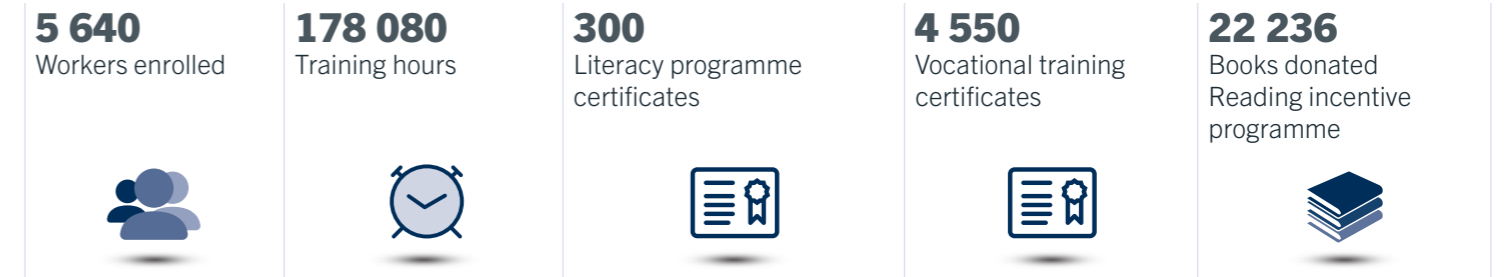 5 640
Workers enrolled
178 080
Training hours
300
Literacy programme
certificates
4 550
Vocational training
certificates
22 236
Books donated
Reading incentive
programme